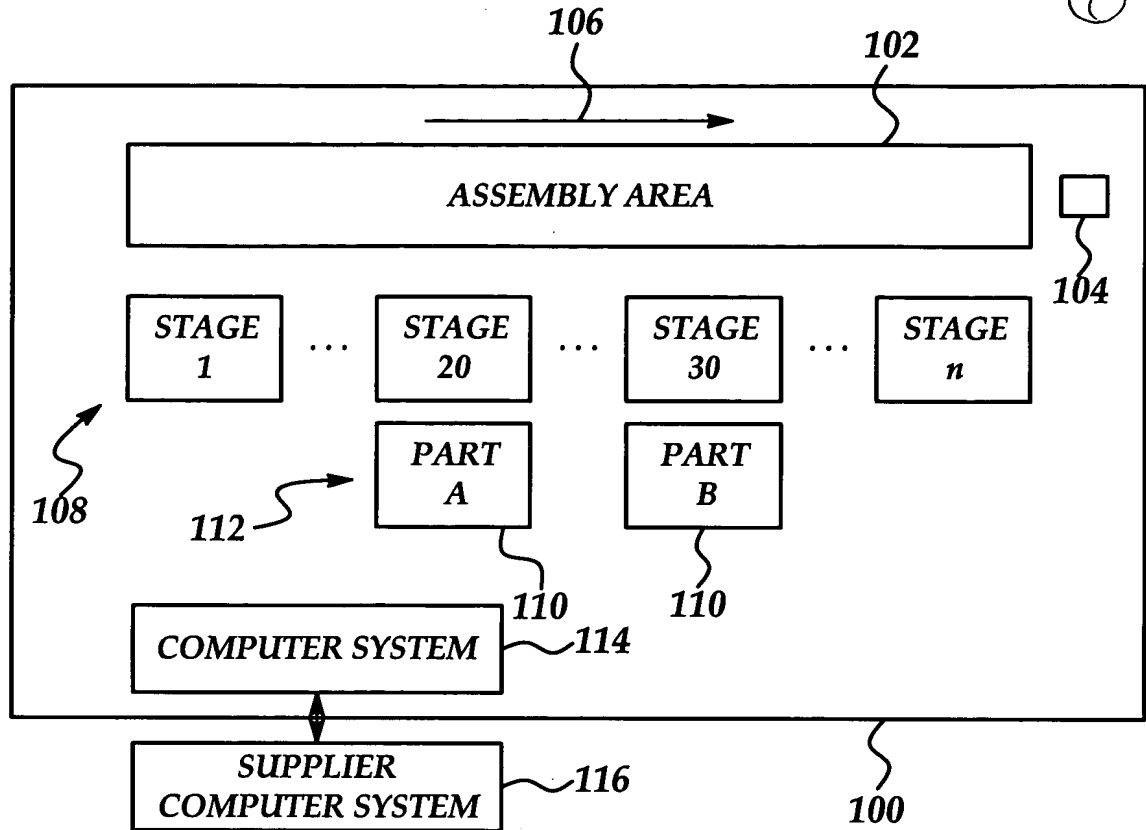 106
102
ASSEMBLY AREA
104
STAGE
1
...
STAGE
20
...
STAGE
30
...
STAGE
n
108
112
PART
A
PART
B
110
110
COMPUTER SYSTEM
114
SUPPLIER
COMPUTER SYSTEM
116
100